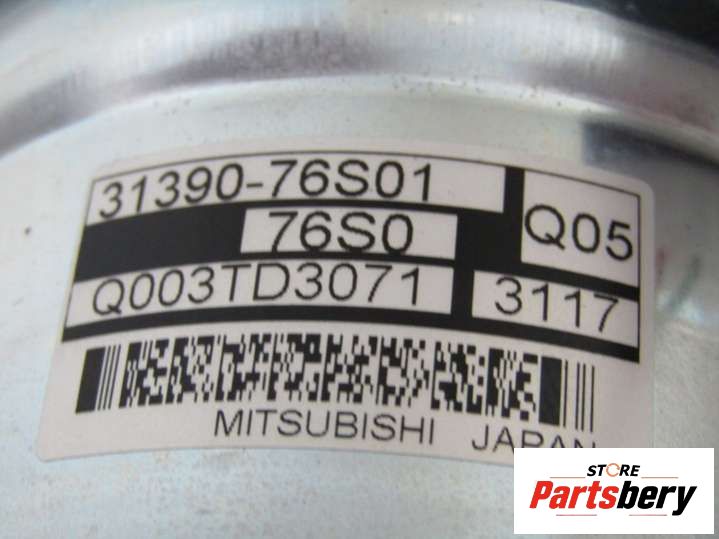 31390-76S01
76S0
Q05
Q003TD3071
3117
MITSUBISHI JAPAN
STORE
Partsbery